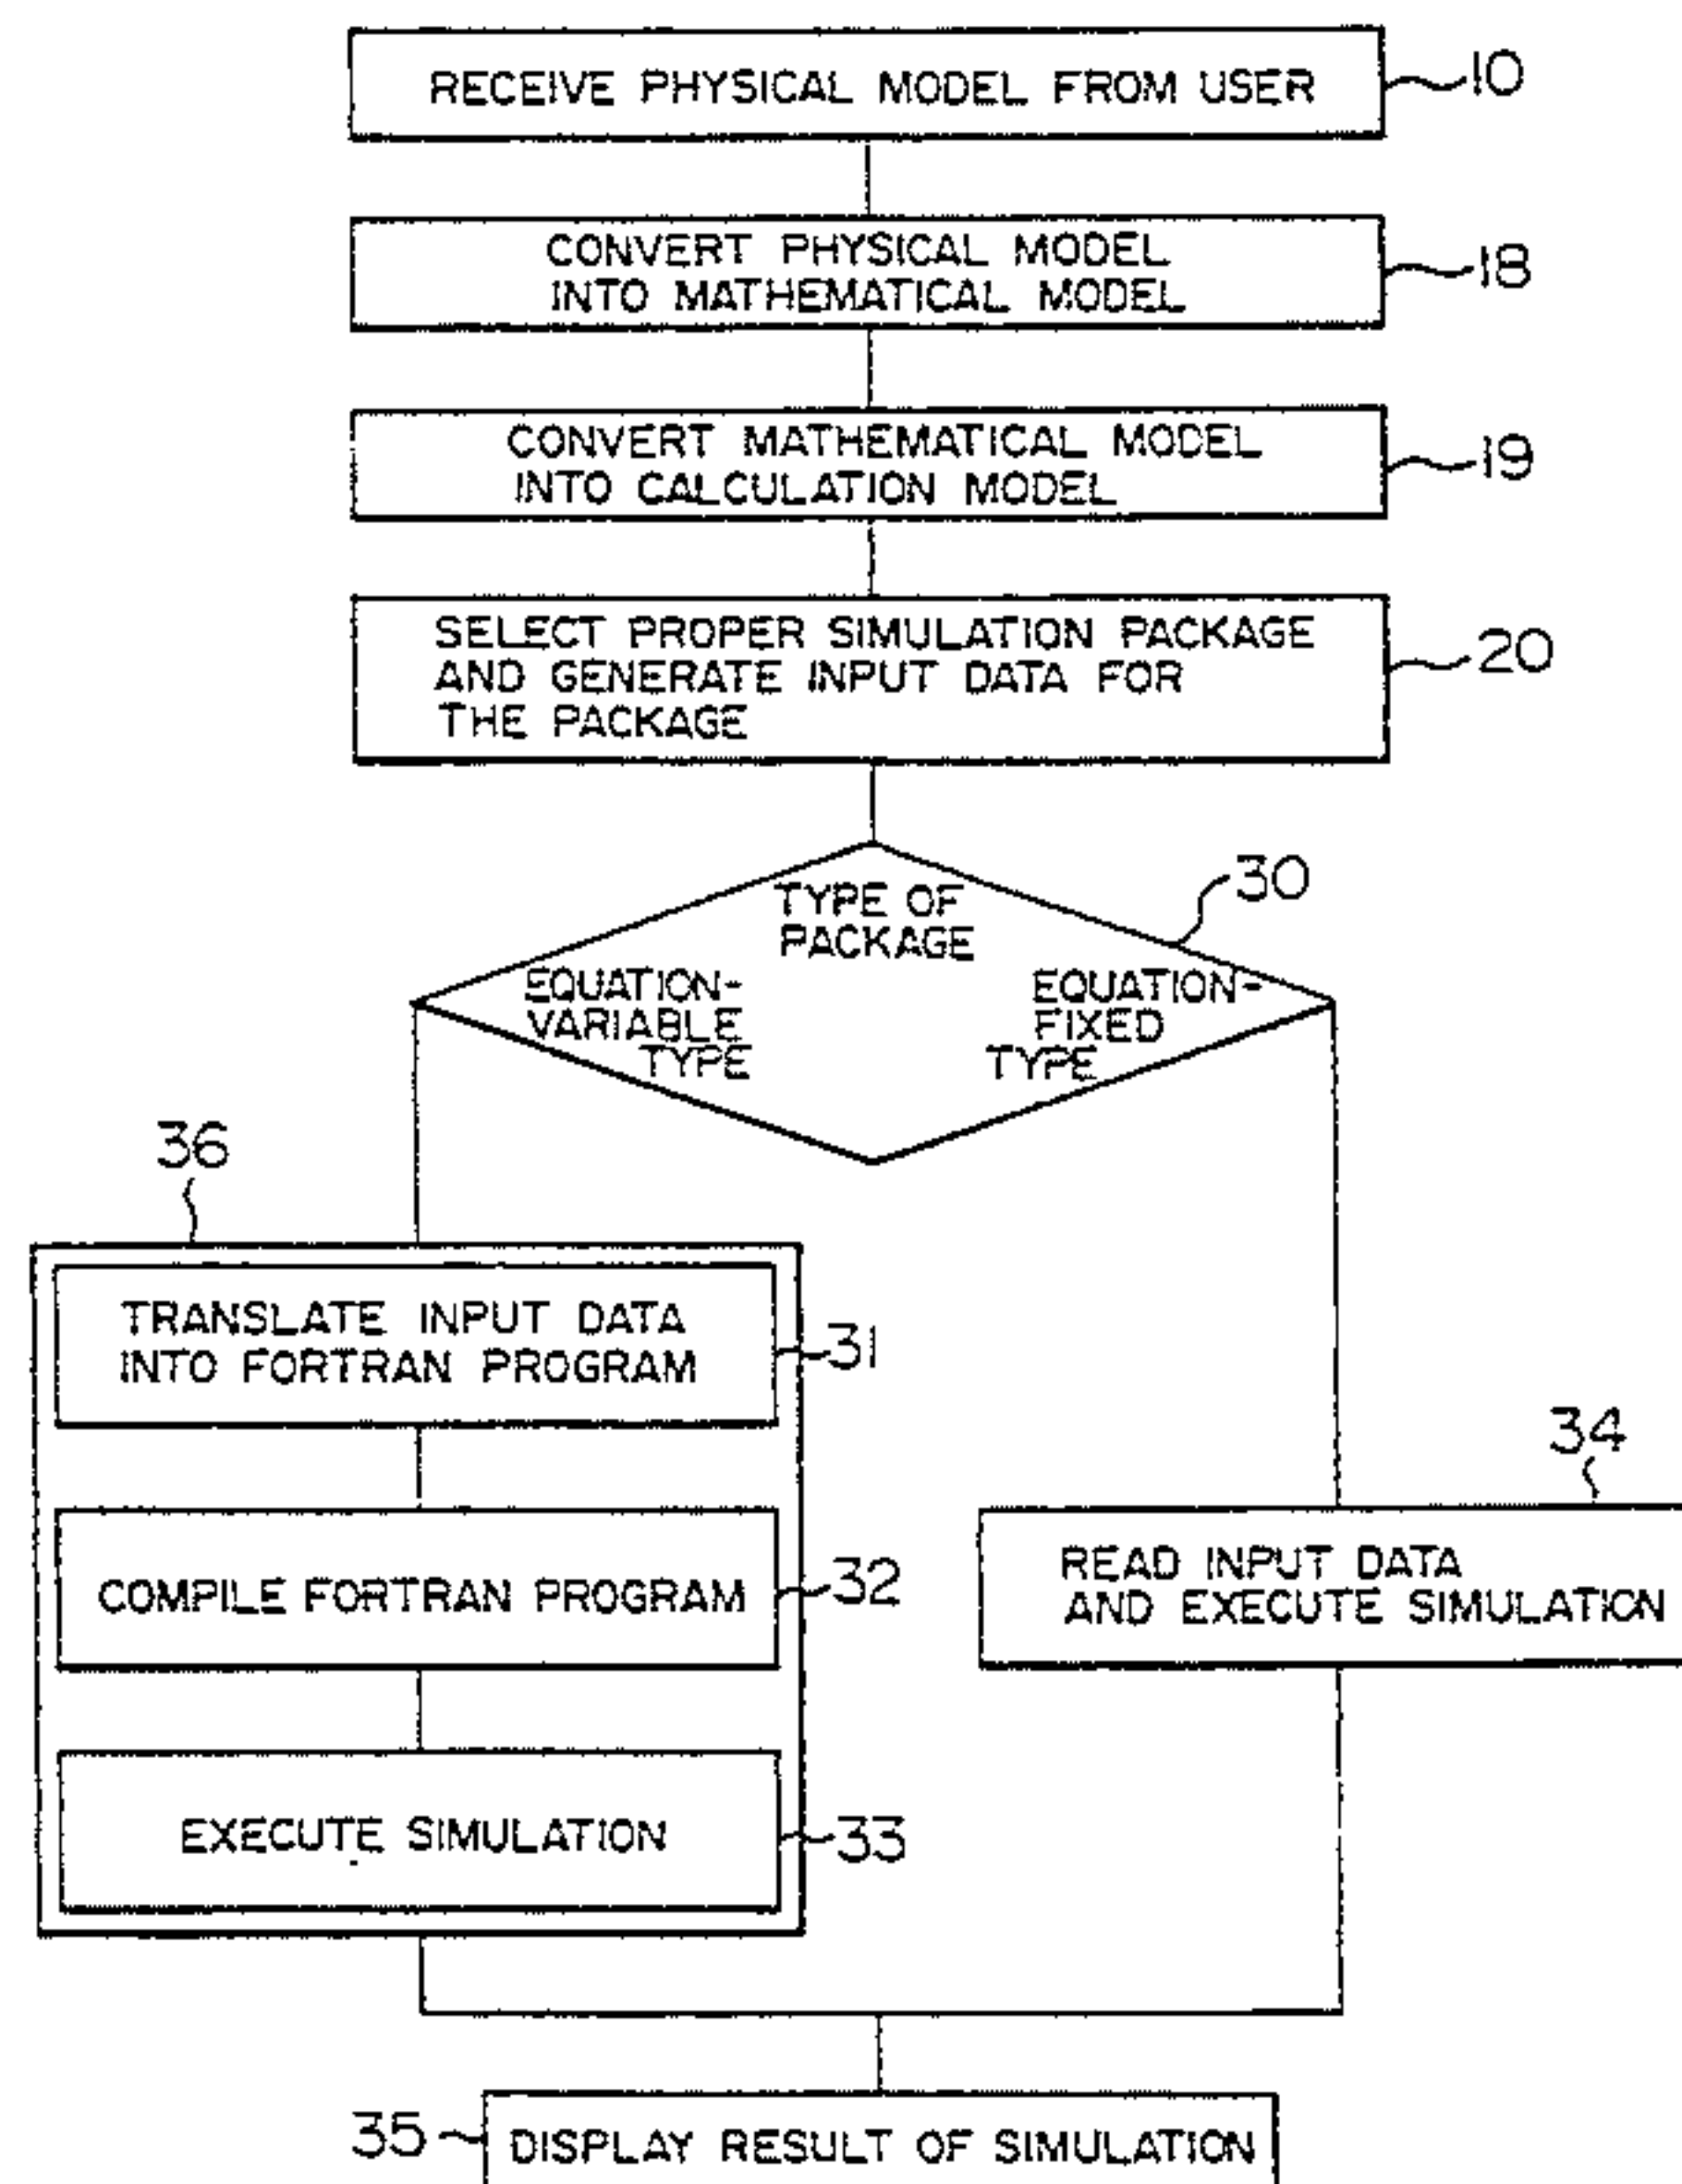 RECEIVE PHYSICAL MODEL FROM USER
10
CONVERT PHYSICAL MODEL
INTO MATHEMATICAL MODEL
18
CONVERT MATHEMATICAL MODEL
INTO CALCULATION MODEL
19
SELECT PROPER SIMULATION PACKAGE
AND GENERATE INPUT DATA FOR
THE PACKAGE
20
30
TYPE OF
PACKAGE
EQUATION-
VARIABLE
TYPE
EQUATION-
FIXED
TYPE
36
TRANSLATE INPUT DATA
INTO FORTRAN PROGRAM
31
COMPILE FORTRAN PROGRAM
32
EXECUTE SIMULATION
33
34
READ INPUT DATA
AND EXECUTE SIMULATION
35
DISPLAY RESULT OF SIMULATION